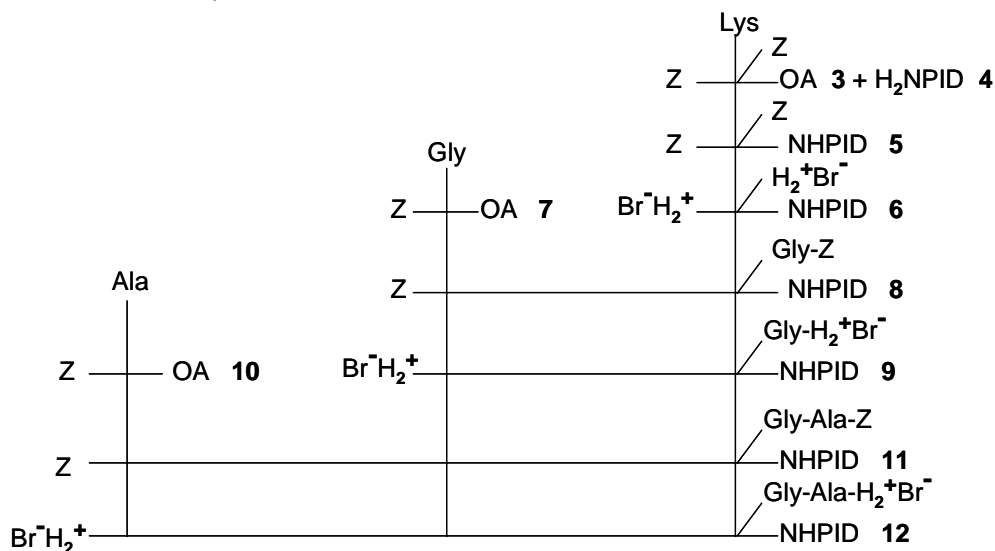 Lys
Z
Z OA 3 + H₂NPID 4
Z
Z NHPID 5
Gly
H₂⁺Br⁻
Z OA 7 Br⁻H₂⁺ NHPID 6
Gly-Z
Ala
Z NHPID 8
Gly-H₂⁺Br⁻
Z OA 10 Br⁻H₂⁺ NHPID 9
Gly-Ala-Z
Z NHPID 11
Gly-Ala-H₂⁺Br⁻
Br⁻H₂⁺ NHPID 12